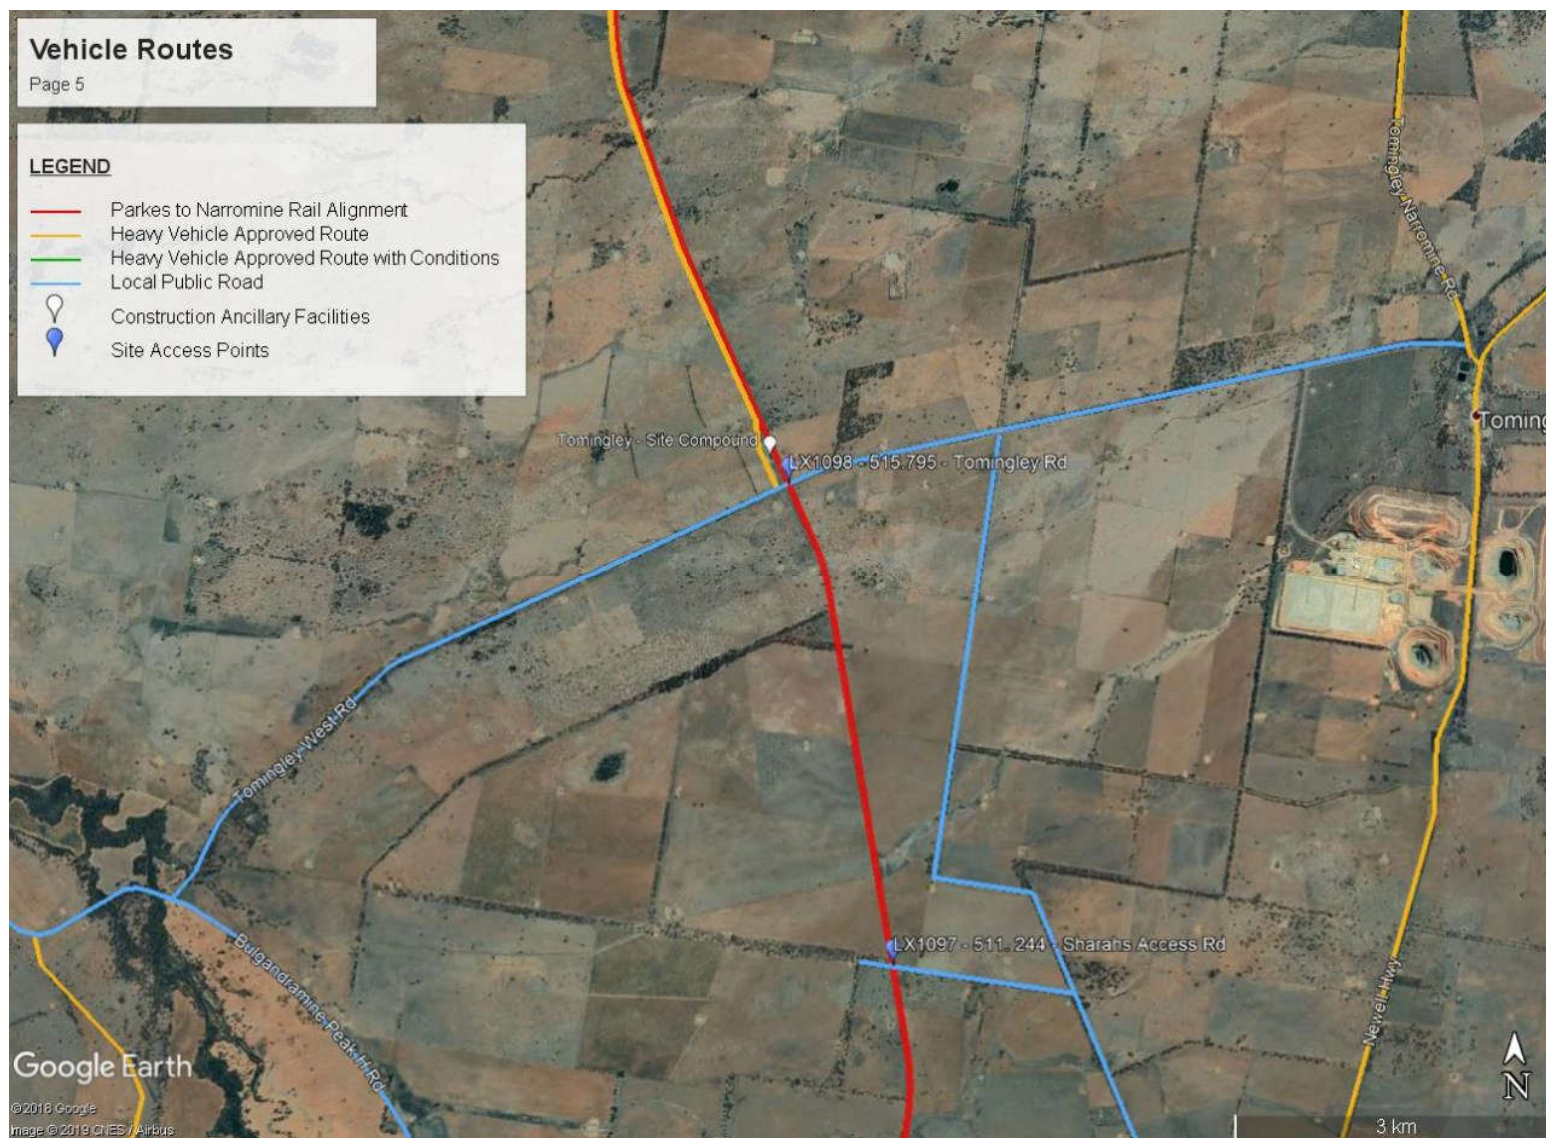 Vehicle Routes
Page 5
LEGEND
Parkes to Narromine Rail Alignment
Heavy Vehicle Approved Route
Heavy Vehicle Approved Route with Conditions
Local Public Road
Construction Ancillary Facilities
Site Access Points
Tomingley-Narromine Rd
Toming
Tomingley - Site Compound
LX1098 - 515.795 - Tomingley Rd
Tomingley West Rd
LX1097 - 511. 244 - Sharahs Access Rd
Bulgandramine Peak Hl Rd
Newell Hwy
Google Earth
©2018 Google
Image © 2019 CNES / Airbus
N
3 km